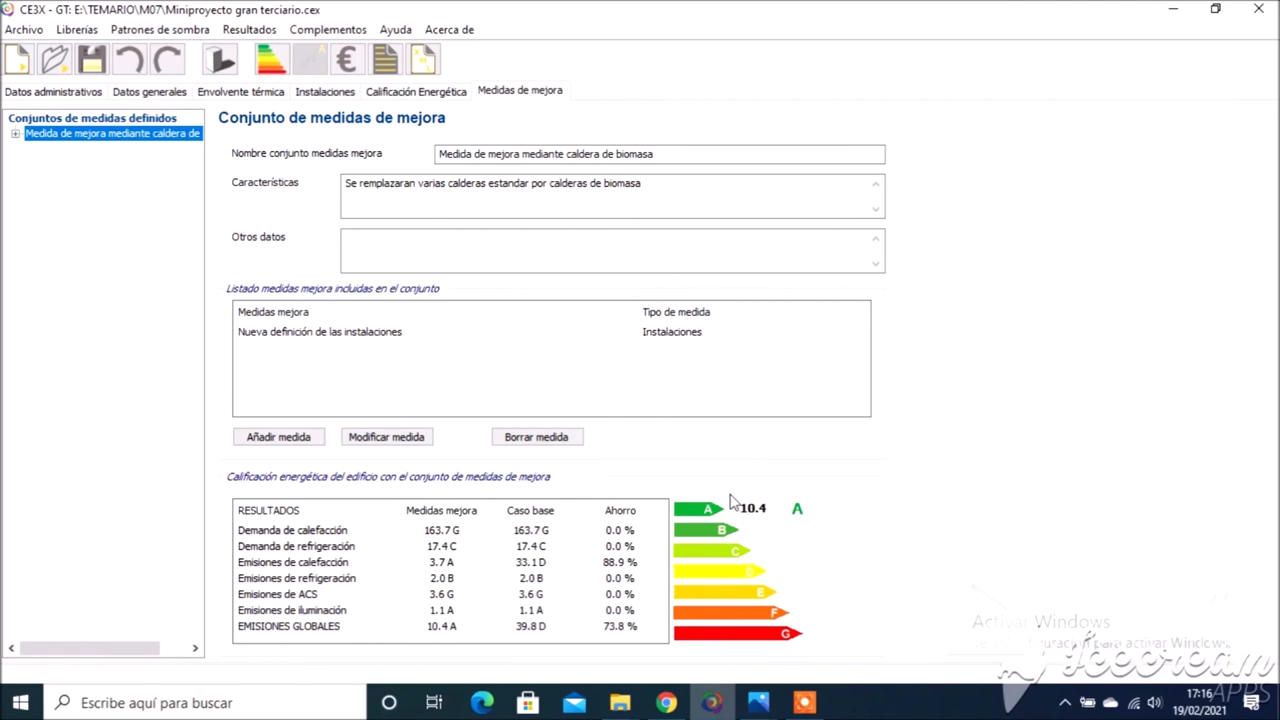 CE3X - GT: E:\TEMARIO\M07\Miniproyecto gran terciario.cex
Archivo Librerías Patrones de sombra Resultados Complementos Ayuda Acerca de
Datos administrativos Datos generales Envolvente térmica Instalaciones Calificación Energética Medidas de mejora
Conjuntos de medidas definidos
Medida de mejora mediante caldera de
Conjunto de medidas de mejora
Nombre conjunto medidas mejora
Medida de mejora mediante caldera de biomasa
Características
Se remplazaran varias calderas estandar por calderas de biomasa
Otros datos
Listado medidas mejora incluidas en el conjunto
Medidas mejora Tipo de medida
Nueva definición de las instalaciones Instalaciones
Añadir medida Modificar medida Borrar medida
Calificación energética del edificio con el conjunto de medidas de mejora
RESULTADOS Medidas mejora Caso base Ahorro
Demanda de calefacción 163.7 G 163.7 G 0.0 %
Demanda de refrigeración 17.4 C 17.4 C 0.0 %
Emisiones de calefacción 3.7 A 33.1 D 88.9 %
Emisiones de refrigeración 2.0 B 2.0 B 0.0 %
Emisiones de ACS 3.6 G 3.6 G 0.0 %
Emisiones de iluminación 1.1 A 1.1 A 0.0 %
EMISIONES GLOBALES 10.4 A 39.8 D 73.8 %
A 10.4 A
B
C
D
E
F
G
Activar Windows
para activar Windows.
Icecream
APPS
Escribe aquí para buscar
17:16
19/02/2021